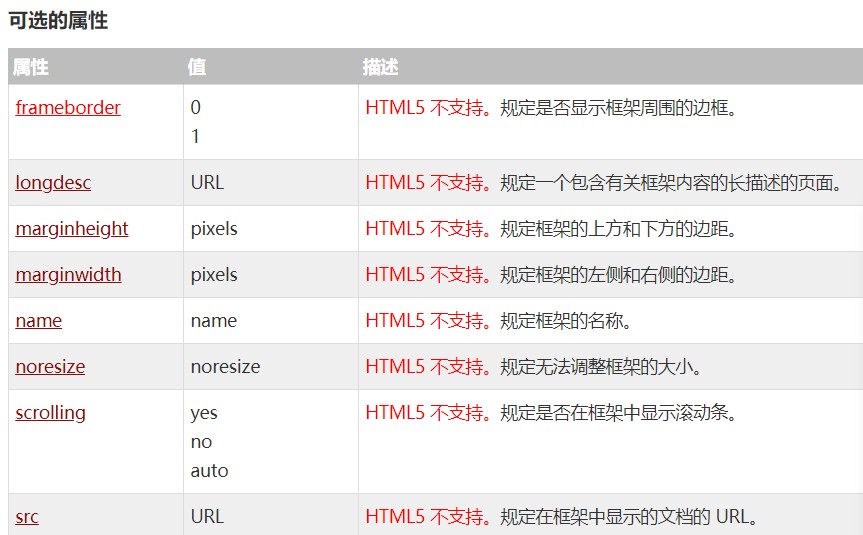 可选的属性
属性 值 描述
frameborder 0 HTML5 不支持。规定是否显示框架周围的边框。
1
longdesc URL HTML5 不支持。规定一个包含有关框架内容的长描述的页面。
marginheight pixels HTML5 不支持。规定框架的上方和下方的边距。
marginwidth pixels HTML5 不支持。规定框架的左侧和右侧的边距。
name name HTML5 不支持。规定框架的名称。
noresize noresize HTML5 不支持。规定无法调整框架的大小。
scrolling yes HTML5 不支持。规定是否在框架中显示滚动条。
no
auto
src URL HTML5 不支持。规定在框架中显示的文档的 URL。